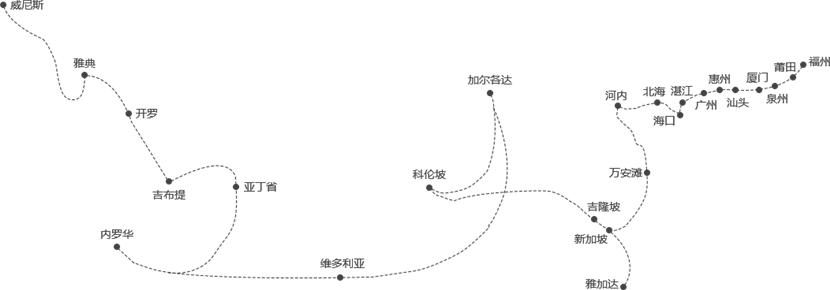 威尼斯
雅典
开罗
吉布提
亚丁省
内罗华
维多利亚
加尔各达
科伦坡
吉隆坡
新加坡
雅加达
万安滩
河内
北海
海口
湛江
广州
惠州
汕头
厦门
泉州
莆田
福州